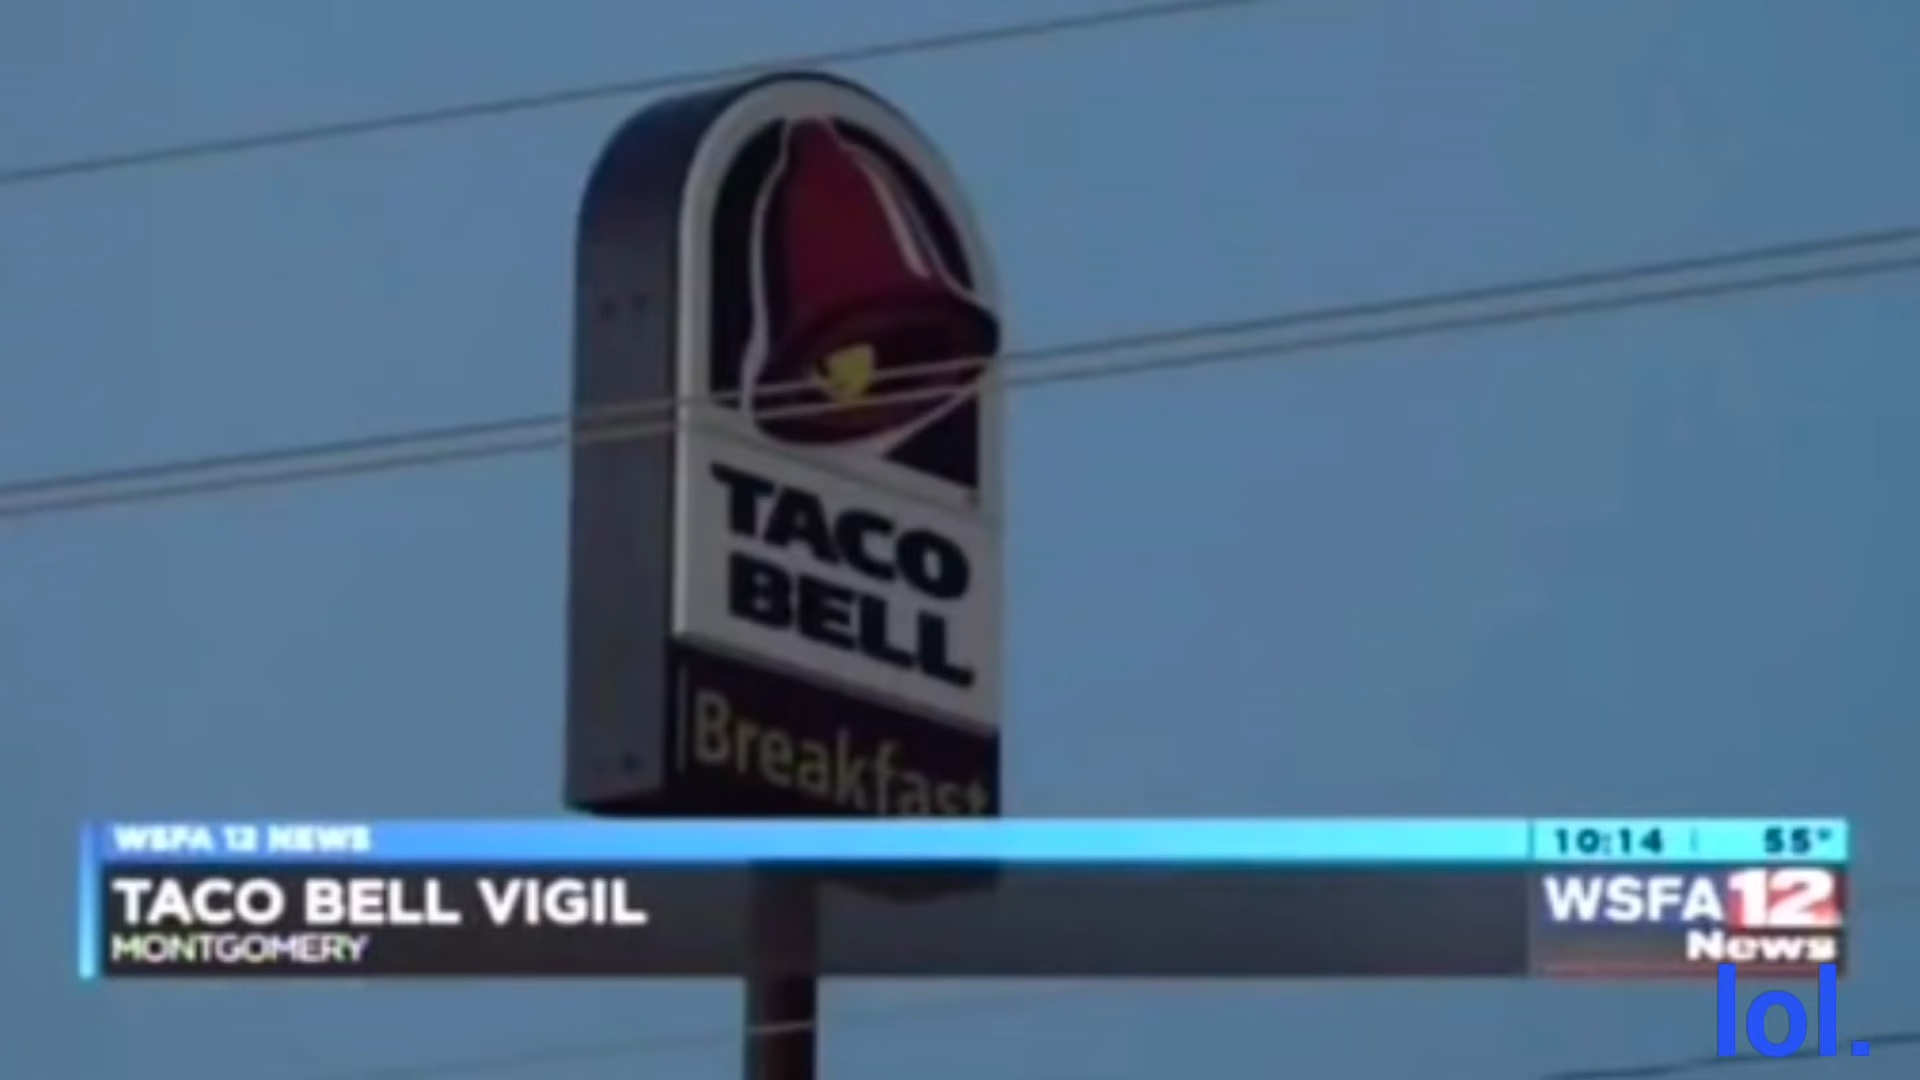 TACO
BELL
Breakfast
WSFA 12 NEWS
10:14 55°
TACO BELL VIGIL
MONTGOMERY
WSFA 12
News
lol.